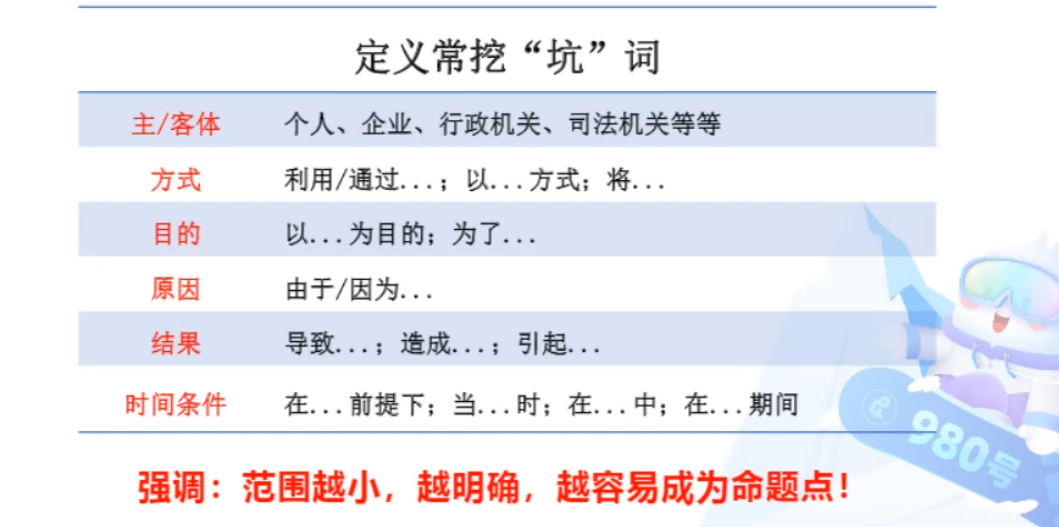 定义常挖“坑”词
主/客体 个人、企业、行政机关、司法机关等等
方式 利用/通过...；以...方式；将...
目的 以...为目的；为了...
原因 由于/因为...
结果 导致...；造成...；引起...
时间条件 在...前提下；当...时；在...中；在...期间
980号
强调：范围越小，越明确，越容易成为命题点！